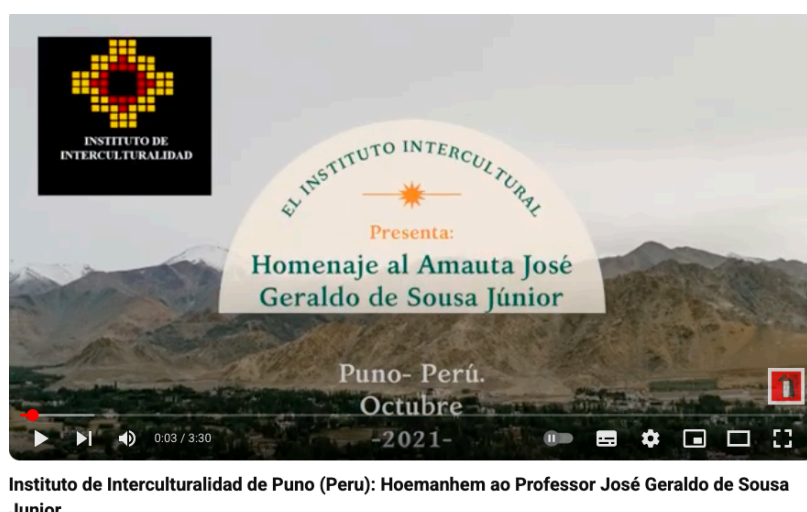 INSTITUTO DE
INTERCULTURALIDAD
EL INSTITUTO INTERCULTURAL
Presenta:
Homenaje al Amauta José
Geraldo de Sousa Júnior
Puno- Perú.
Octubre
-2021-
0:03 / 3:30
Instituto de Interculturalidad de Puno (Peru): Hoemanhem ao Professor José Geraldo de Sousa
Junior